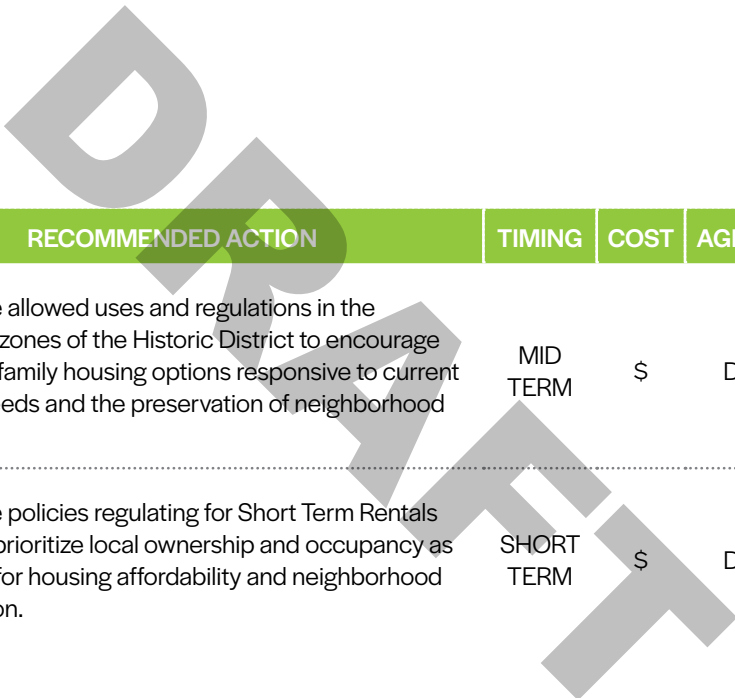 DRAFT
RECOMMENDED ACTION TIMING COST
allowed uses and regulations in the
zones of the Historic District to encourage
family housing options responsive to current
and the preservation of neighborhood
MID
TERM
$
policies regulating for Short Term Rentals
prioritize local ownership and occupancy as
for housing affordability and neighborhood
SHORT
TERM
$